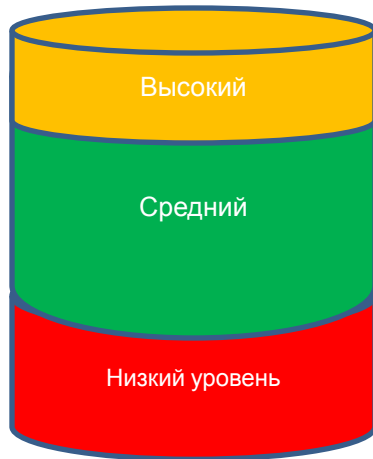 Высокий
Средний
Низкий уровень